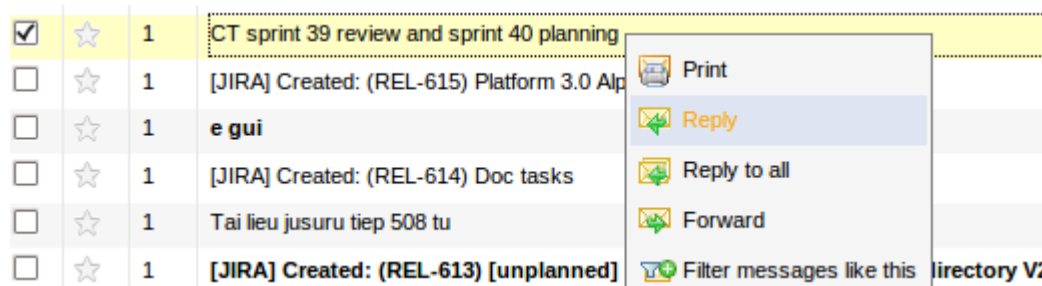 1 CT sprint 39 review and sprint 40 planning
Print
1 [JIRA] Created: (REL-615) Platform 3.0 Alp
Reply
1 e gui
Reply to all
1 [JIRA] Created: (REL-614) Doc tasks
Forward
1 Tai lieu jusuru tiep 508 tu
1 [JIRA] Created: (REL-613) [unplanned] Filter messages like this irectory V2